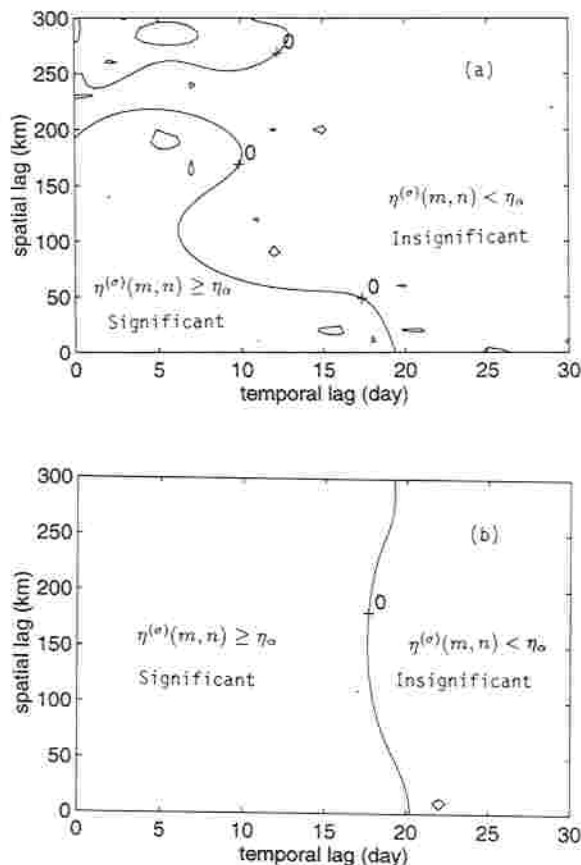 300
250
200
150
100
50
0
spatial lag (km)
0
(a)
0
η^(σ)(m, n) < η_α
Insignificant
η^(σ)(m, n) ≥ η_α
Significant
0
0 5 10 15 20 25 30
temporal lag (day)
300
250
200
150
100
50
0
spatial lag (km)
(b)
0
η^(σ)(m, n) ≥ η_α
Significant
η^(σ)(m, n) < η_α
Insignificant
0 5 10 15 20 25 30
temporal lag (day)